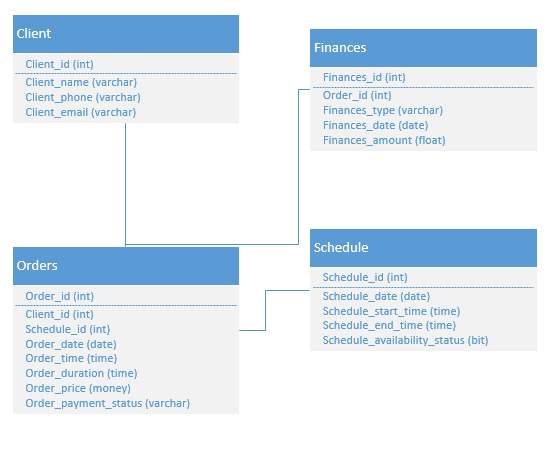 Client
Client_id (int)
Client_name (varchar)
Client_phone (varchar)
Client_email (varchar)
Finances
Finances_id (int)
Order_id (int)
Finances_type (varchar)
Finances_date (date)
Finances_amount (float)
Orders
Order_id (int)
Client_id (int)
Schedule_id (int)
Order_date (date)
Order_time (time)
Order_duration (time)
Order_price (money)
Order_payment_status (varchar)
Schedule
Schedule_id (int)
Schedule_date (date)
Schedule_start_time (time)
Schedule_end_time (time)
Schedule_availability_status (bit)